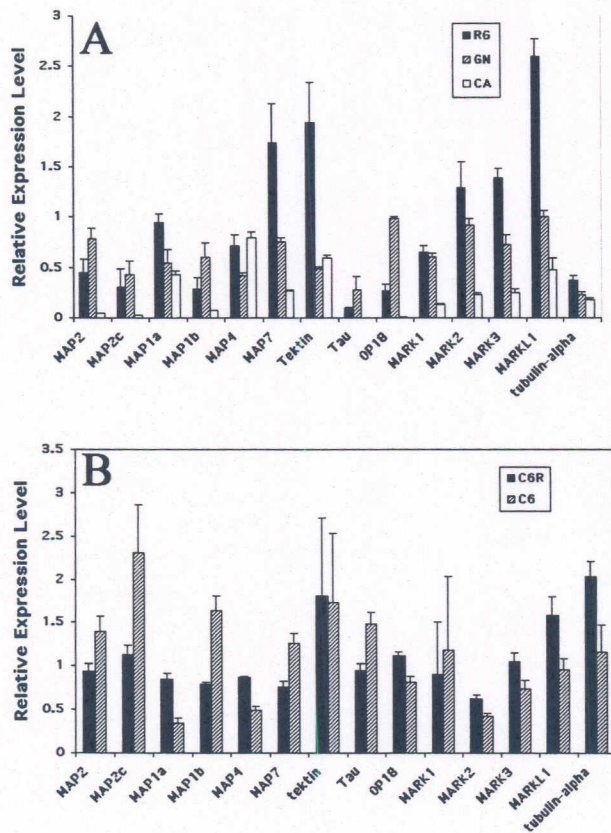 A
3
2.5
2
1.5
1
0.5
0
Relative Expression Level
RG
GN
CA
MAP2
MAP2c
MAP1a
MAP1b
MAP4
MAP7
Tektin
Tau
OP18
MARK1
MARK2
MARK3
MARKL1
tubulin-alpha
B
3.5
3
2.5
2
1.5
1
0.5
0
Relative Expression Level
C6R
C6
MAP2
MAP2c
MAP1a
MAP1b
MAP4
MAP7
tektin
Tau
OP18
MARK1
MARK2
MARK3
MARKL1
tubulin-alpha